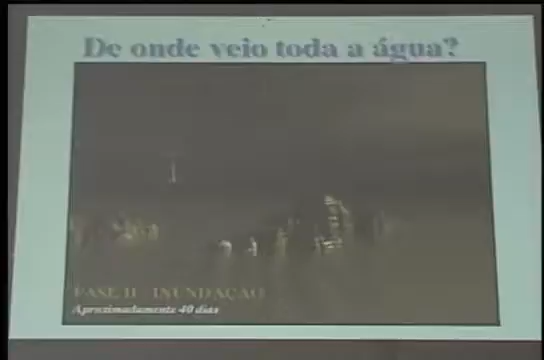 De onde veio toda a água?
FASE II INUNDAÇÃO
Aproximadamente 40 dias